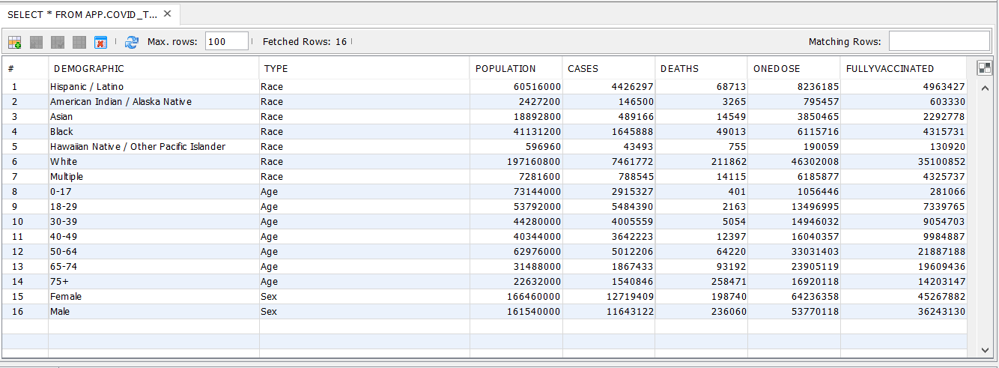 SELECT * FROM APP.COVID_T...
Max. rows: 100 Fetched Rows: 16 Matching Rows:
# DEMOGRAPHIC TYPE POPULATION CASES DEATHS ONEDOSE FULLYVACCINATED
1 Hispanic / Latino Race 60516000 4426297 68713 8236185 4963427
2 American Indian / Alaska Native Race 2427200 146500 3265 795457 603330
3 Asian Race 18892800 489166 14549 3850465 2292778
4 Black Race 41131200 1645888 49013 6115716 4315731
5 Hawaiian Native / Other Pacific Islander Race 596960 43493 755 190059 130920
6 White Race 197160800 7461772 211862 46302008 35100852
7 Multiple Race 7281600 788545 14115 6185877 4325737
8 0-17 Age 73144000 2915327 401 1056446 281066
9 18-29 Age 53792000 5484390 2163 13496995 7339765
10 30-39 Age 44280000 4005559 5054 14946032 9054703
11 40-49 Age 40344000 3642223 12397 16040357 9984887
12 50-64 Age 62976000 5012206 64220 33031403 21887188
13 65-74 Age 31488000 1867433 93192 23905119 19609436
14 75+ Age 22632000 1540846 258471 16920118 14203147
15 Female Sex 166460000 12719409 198740 64236358 45267882
16 Male Sex 161540000 11643122 236060 53770118 36243130